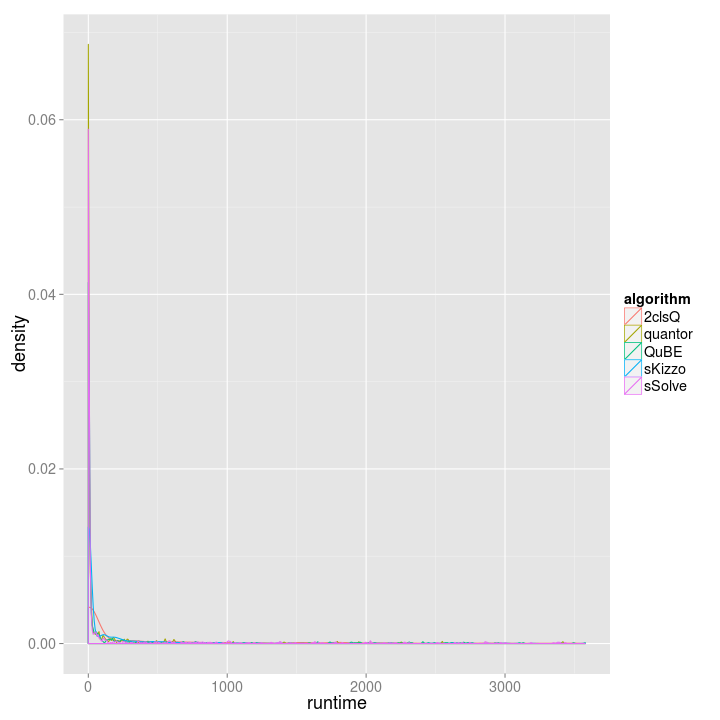 0.06
0.04
0.02
0.00
density
0 1000 2000 3000
runtime
algorithm
2clsQ
quantor
QuBE
sKizzo
sSolve